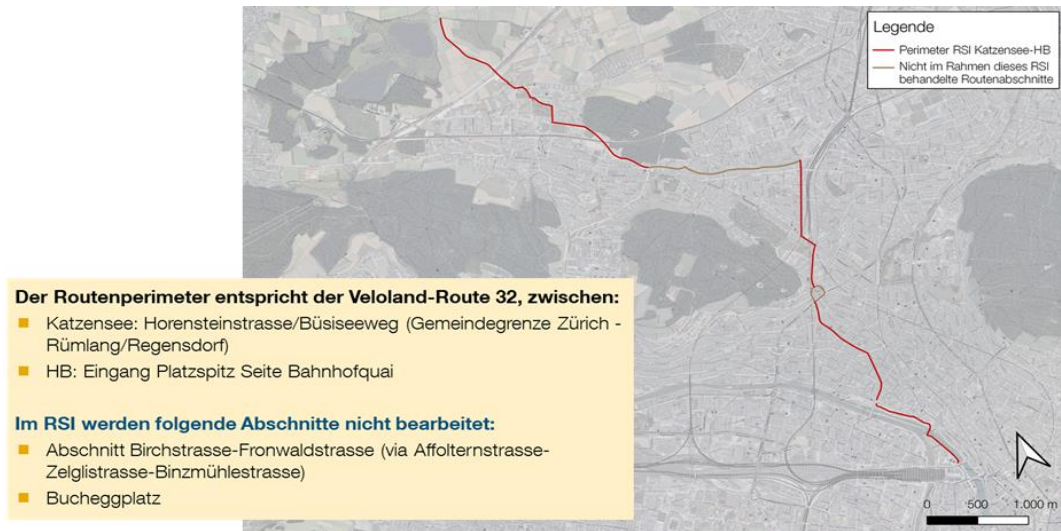 Legende
Perimeter RSI Katzensee-HB
Nicht im Rahmen dieses RSI
behandelte Routenabschnitte
Der Routenperimeter entspricht der Veloland-Route 32, zwischen:
Katzensee: Horensteinstrasse/Büsiseeweg (Gemeindegrenze Zürich -
Rümlang/Regensdorf)
HB: Eingang Platzspitz Seite Bahnhofquai
Im RSI werden folgende Abschnitte nicht bearbeitet:
Abschnitt Birchstrasse-Fronwaldstrasse (via Affolternstrasse-
Zelglistrasse-Binzmühlestrasse)
Bucheggplatz
0 500 1.000 m